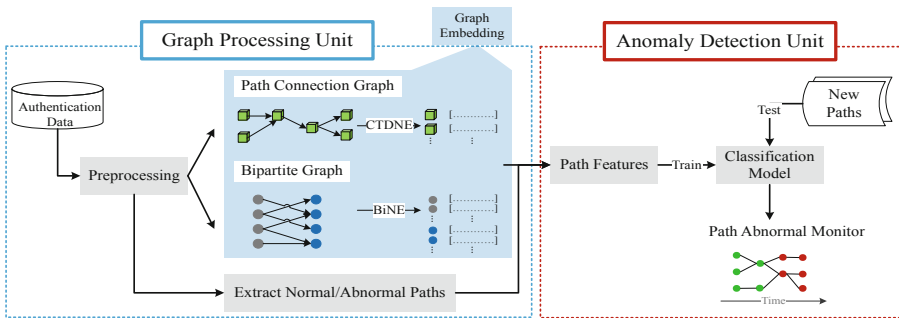 Graph
Embedding
Graph Processing Unit
Anomaly Detection Unit
Authentication
Data
Path Connection Graph
CTDNE
[............]
[............]
New
Paths
Test
Preprocessing
Bipartite Graph
BiNE
[............]
[............]
[............]
[............]
Path Features
Train
Classification
Model
Path Abnormal Monitor
Extract Normal/Abnormal Paths
Time